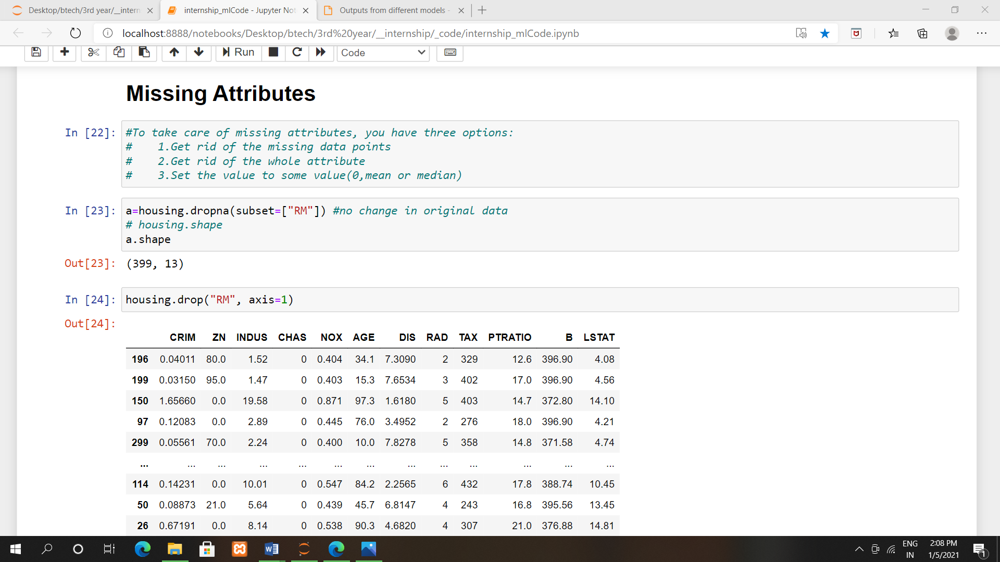 Desktop/btech/3rd year/__intern
internship_mlCode - Jupyter Not
Outputs from different models -
localhost:8888/notebooks/Desktop/btech/3rd%20year/__internship/_code/internship_mlCode.ipynb
Run
Code
Missing Attributes
In [22]: #To take care of missing attributes, you have three options:
# 1.Get rid of the missing data points
# 2.Get rid of the whole attribute
# 3.Set the value to some value(0,mean or median)
In [23]: a=housing.dropna(subset=["RM"]) #no change in original data
# housing.shape
a.shape
Out[23]: (399, 13)
In [24]: housing.drop("RM", axis=1)
Out[24]:
CRIM ZN INDUS CHAS NOX AGE DIS RAD TAX PTRATIO B LSTAT
196 0.04011 80.0 1.52 0 0.404 34.1 7.3090 2 329 12.6 396.90 4.08
199 0.03150 95.0 1.47 0 0.403 15.3 7.6534 3 402 17.0 396.90 4.56
150 1.65660 0.0 19.58 0 0.871 97.3 1.6180 5 403 14.7 372.80 14.10
97 0.12083 0.0 2.89 0 0.445 76.0 3.4952 2 276 18.0 396.90 4.21
299 0.05561 70.0 2.24 0 0.400 10.0 7.8278 5 358 14.8 371.58 4.74
... ... ... ... ... ... ... ... ... ... ... ... ...
114 0.14231 0.0 10.01 0 0.547 84.2 2.2565 6 432 17.8 388.74 10.45
50 0.08873 21.0 5.64 0 0.439 45.7 6.8147 4 243 16.8 395.56 13.45
26 0.67191 0.0 8.14 0 0.538 90.3 4.6820 4 307 21.0 376.88 14.81
ENG
IN
2:08 PM
1/5/2021
1